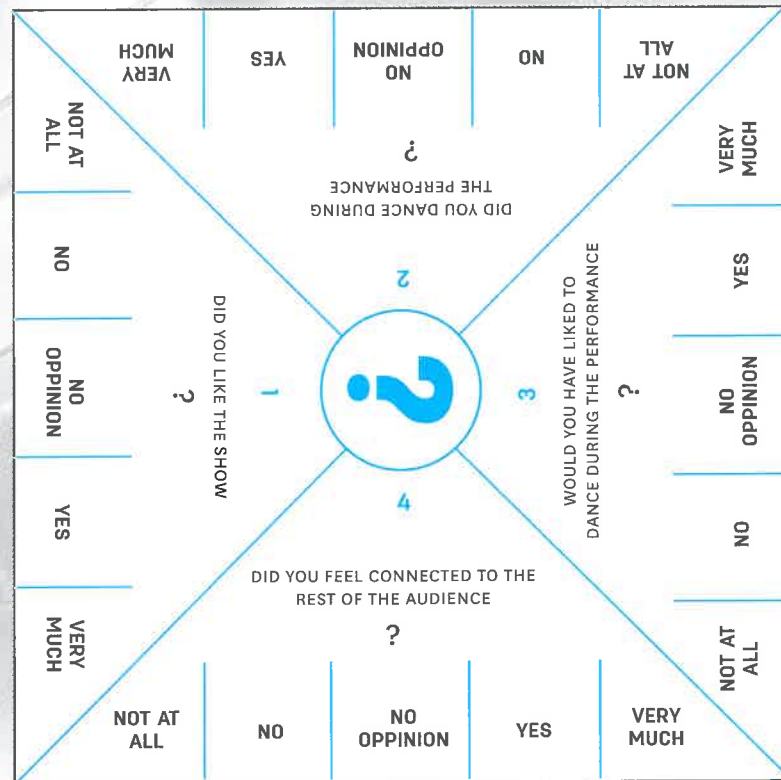 ?
1
DID YOU LIKE THE SHOW
?
NOT AT
ALL
NO
NO
OPPINION
YES
VERY
MUCH
2
DID YOU DANCE DURING
THE PERFORMANCE
?
NOT AT
ALL
NO
NO
OPPINION
YES
VERY
MUCH
3
WOULD YOU HAVE LIKED TO
DANCE DURING THE PERFORMANCE
?
NOT AT
ALL
NO
NO
OPPINION
YES
VERY
MUCH
4
DID YOU FEEL CONNECTED TO THE
REST OF THE AUDIENCE
?
NOT AT
ALL
NO
NO
OPPINION
YES
VERY
MUCH